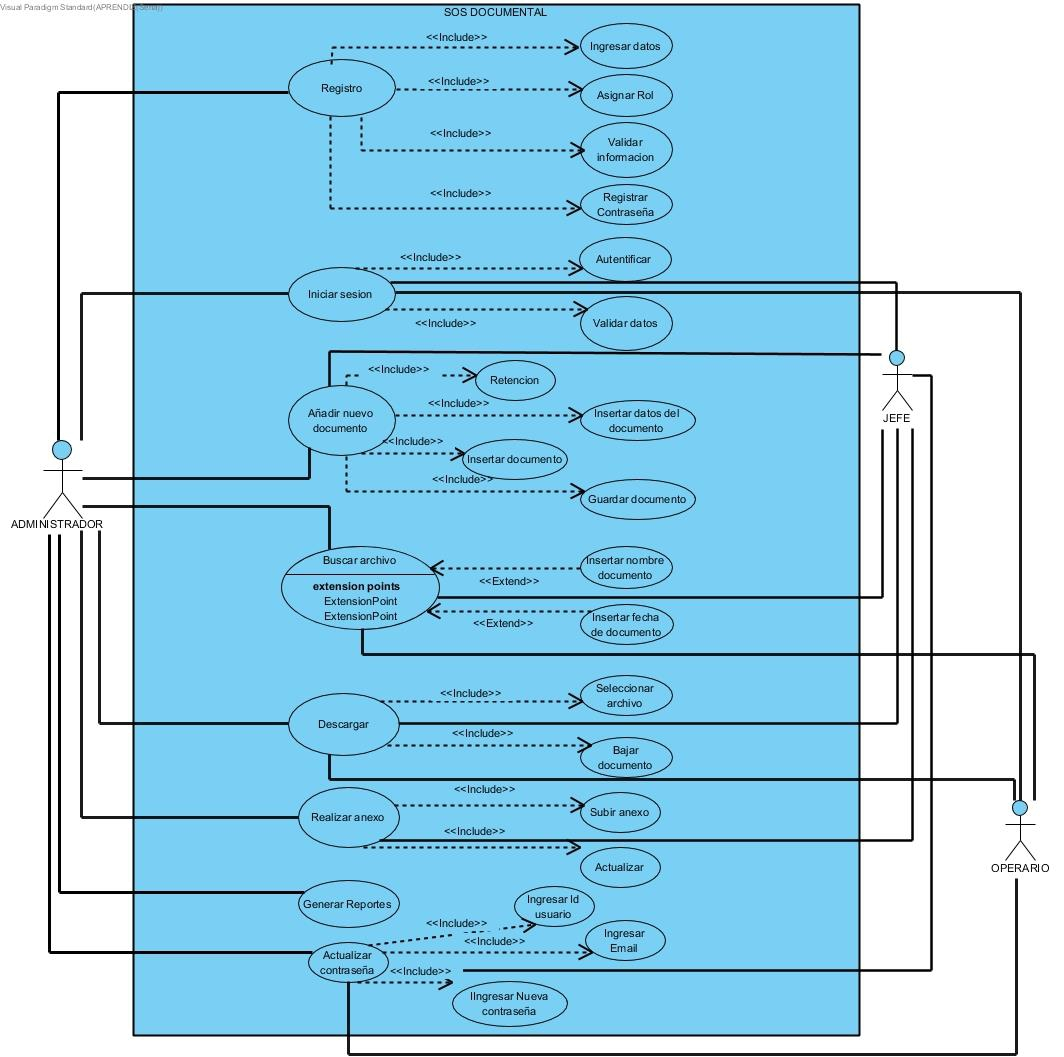 Visual Paradigm Standard(APRENDIZ(Sena))
SOS DOCUMENTAL
<<Include>>
Ingresar datos
Registro
<<Include>>
Asignar Rol
<<Include>>
Validar
informacion
<<Include>>
Registrar
Contraseña
<<Include>>
Autentificar
Iniciar sesion
<<Include>>
Validar datos
<<Include>>
Retencion
JEFE
Añadir nuevo
documento
<<Include>>
Insertar datos del
documento
<<Include>>
Insertar documento
<<Include>>
Guardar documento
ADMINISTRADOR
Buscar archivo
extension points
ExtensionPoint
ExtensionPoint
<<Extend>>
Insertar nombre
documento
<<Extend>>
Insertar fecha
de documento
Descargar
<<Include>>
Seleccionar
archivo
<<Include>>
Bajar
documento
Realizar anexo
<<Include>>
Subir anexo
<<Include>>
Actualizar
OPERARIO
Generar Reportes
<<Include>>
Ingresar Id
usuario
Actualizar
contraseña
<<Include>>
Ingresar
Email
<<Include>>
IIngresar Nueva
contraseña